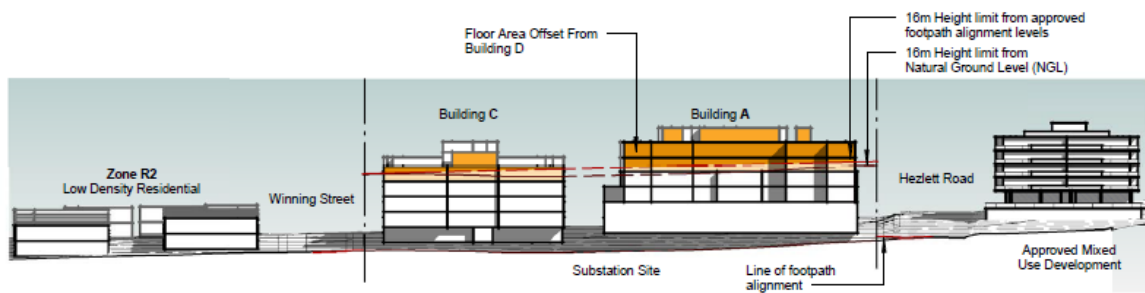 Floor Area Offset From
Building D
16m Height limit from approved
footpath alignment levels
16m Height limit from
Natural Ground Level (NGL)
Building C
Building A
Zone R2
Low Density Residential
Winning Street
Hezlett Road
Substation Site
Line of footpath
alignment
Approved Mixed
Use Development